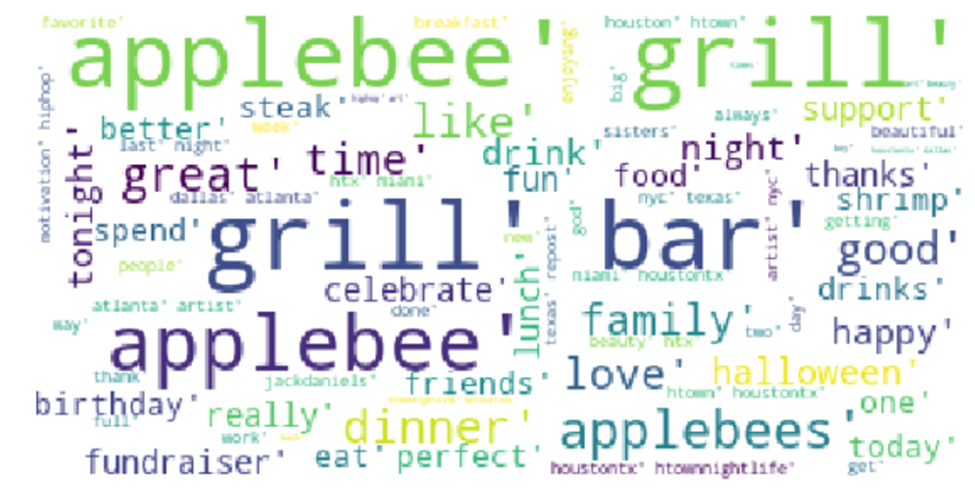 favorite' breakfast' houston' htown'
applebee' grill'
enjoying
big'
steak' hiphop' art'
like' support'
better' week' always'
motivation' hiphop'
last' night' sisters' beautiful'
tonight'
great' time' drink' night'
htx' miami' fun' food' thanks'
dallas' atlanta' nyc' texas' shrimp'
artist' nyc'
spend' grill' bar' getting'
god'
new' good'
people' miami' houstontx'
texas' repost'
lunch'
celebrate' drinks'
atlanta' artist' done'
day'
way' applebee' family' two' happy'
beauty' htx'
thank' jackdaniels' friends' love' halloween'
htown' houstontx'
birthday' one'
full' really' dinner' applebees'
work' today'
fundraiser' eat' perfect'
houstontx' htownnightlife' get'